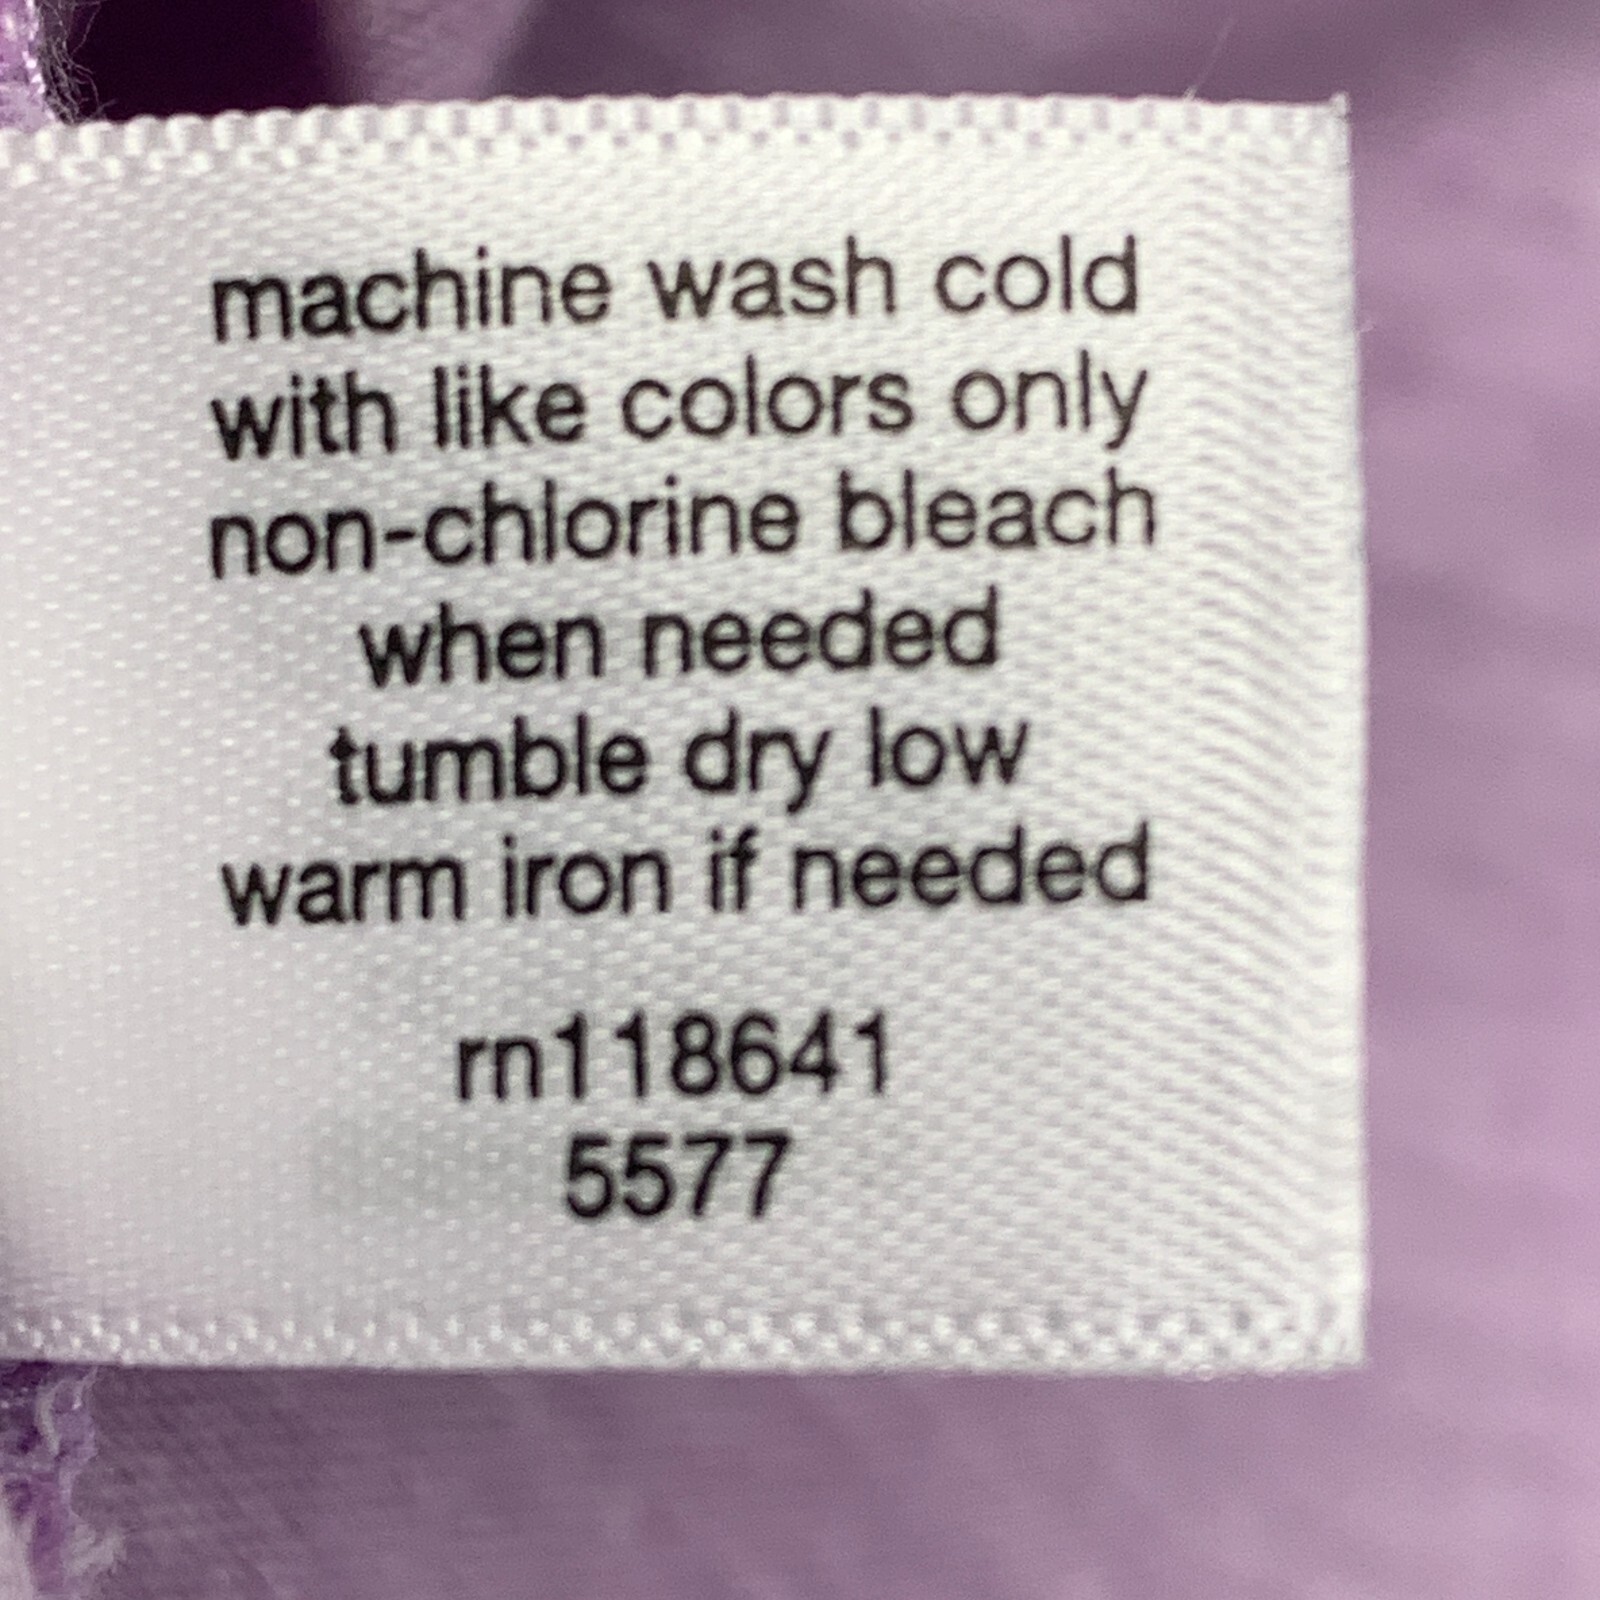 machine wash cold
with like colors only
non-chlorine bleach
when needed
tumble dry low
warm iron if needed
rn118641
5577